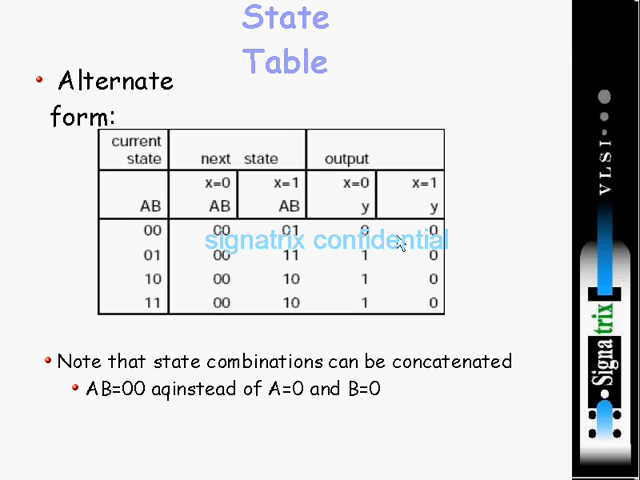 State
Table
Alternate
form:
current
state next state output
x=0 x=1 x=0 x=1
AB AB AB y y
00 00 01 0 0
01 00 11 1 0
10 00 10 1 0
11 00 10 1 0
signatrix confidential
Note that state combinations can be concatenated
AB=00 aqinstead of A=0 and B=0
VLSI
Signatrix